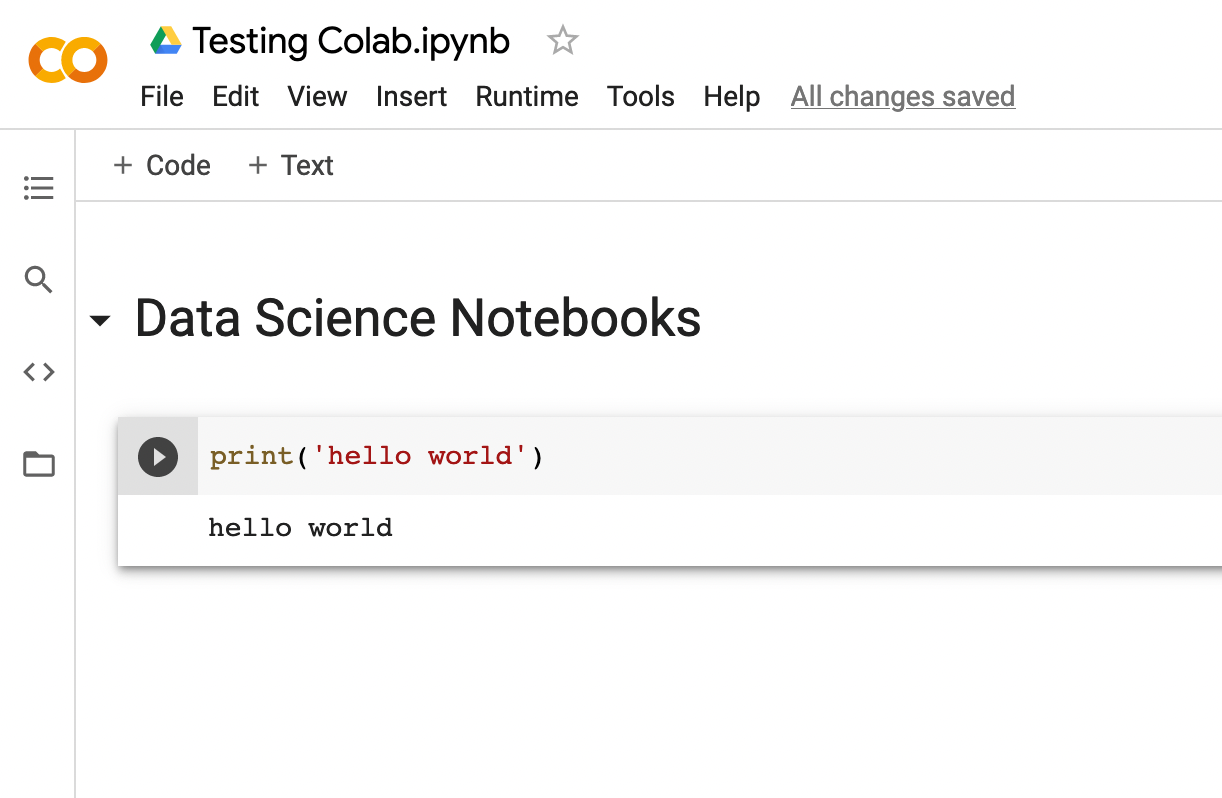 Testing Colab.ipynb
File Edit View Insert Runtime Tools Help All changes saved
+ Code + Text
Data Science Notebooks
print('hello world')
hello world